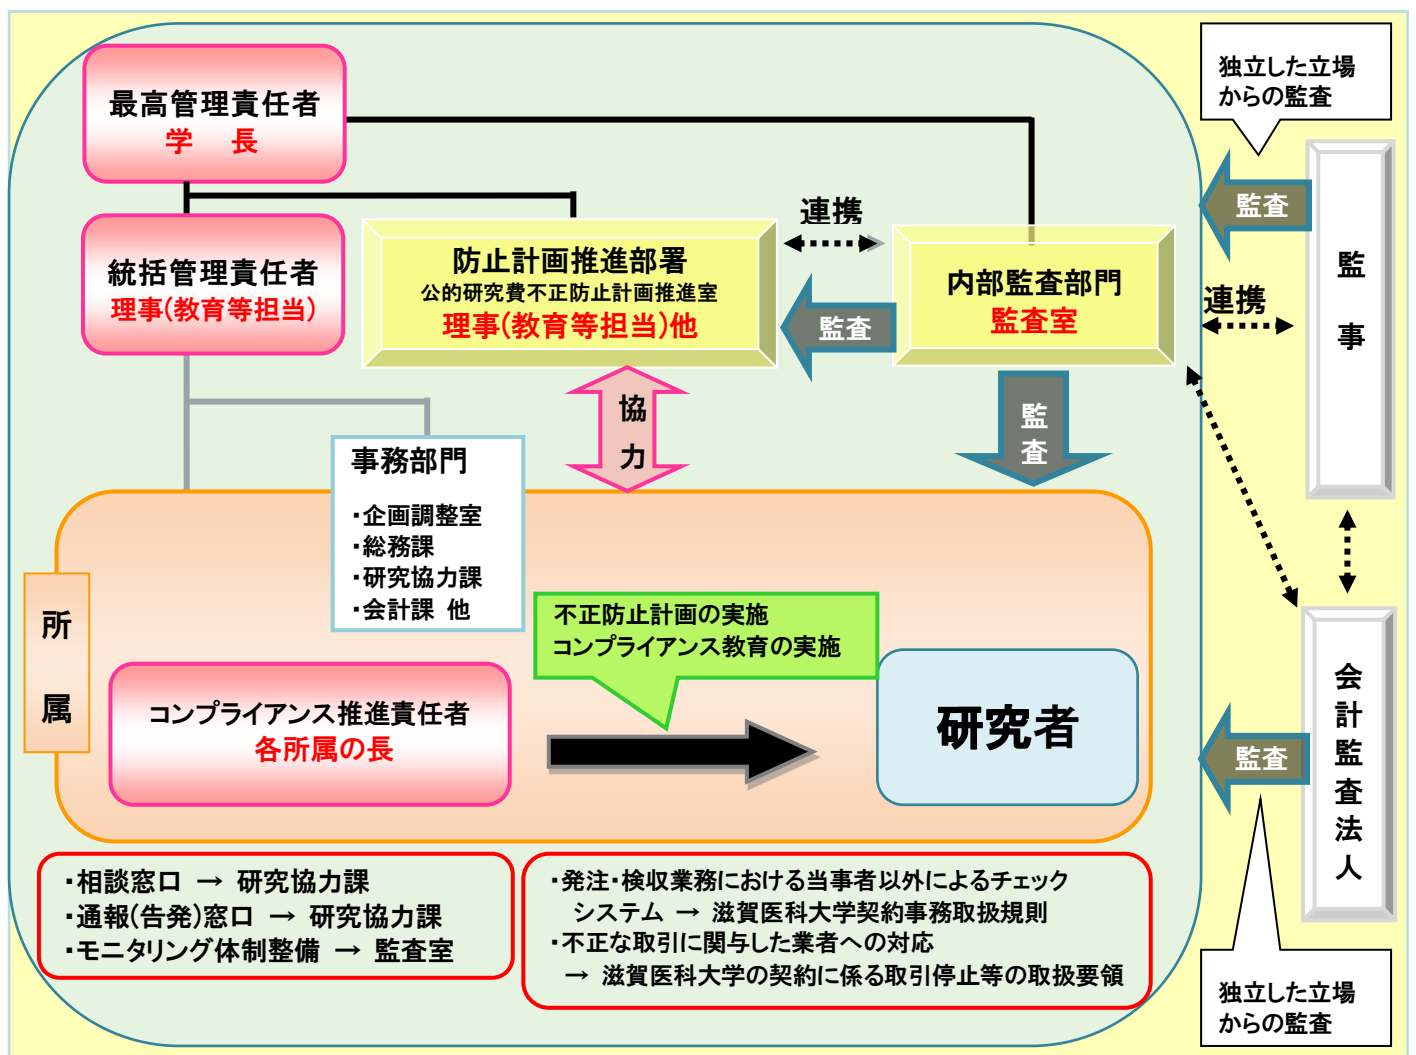 最高管理責任者
学　長
統括管理責任者
理事(教育等担当)
防止計画推進部署
公的研究費不正防止計画推進室
理事(教育等担当)他
連携
内部監査部門
監査室
監査
監査
協力
独立した立場
からの監査
監査
監事
連携
事務部門
・企画調整室
・総務課
・研究協力課
・会計課 他
所属
不正防止計画の実施
コンプライアンス教育の実施
コンプライアンス推進責任者
各所属の長
研究者
監査
会計監査法人
・相談窓口 → 研究協力課
・通報(告発)窓口 → 研究協力課
・モニタリング体制整備 → 監査室
・発注・検収業務における当事者以外によるチェック
システム → 滋賀医科大学契約事務取扱規則
・不正な取引に関与した業者への対応
→ 滋賀医科大学の契約に係る取引停止等の取扱要領
独立した立場
からの監査